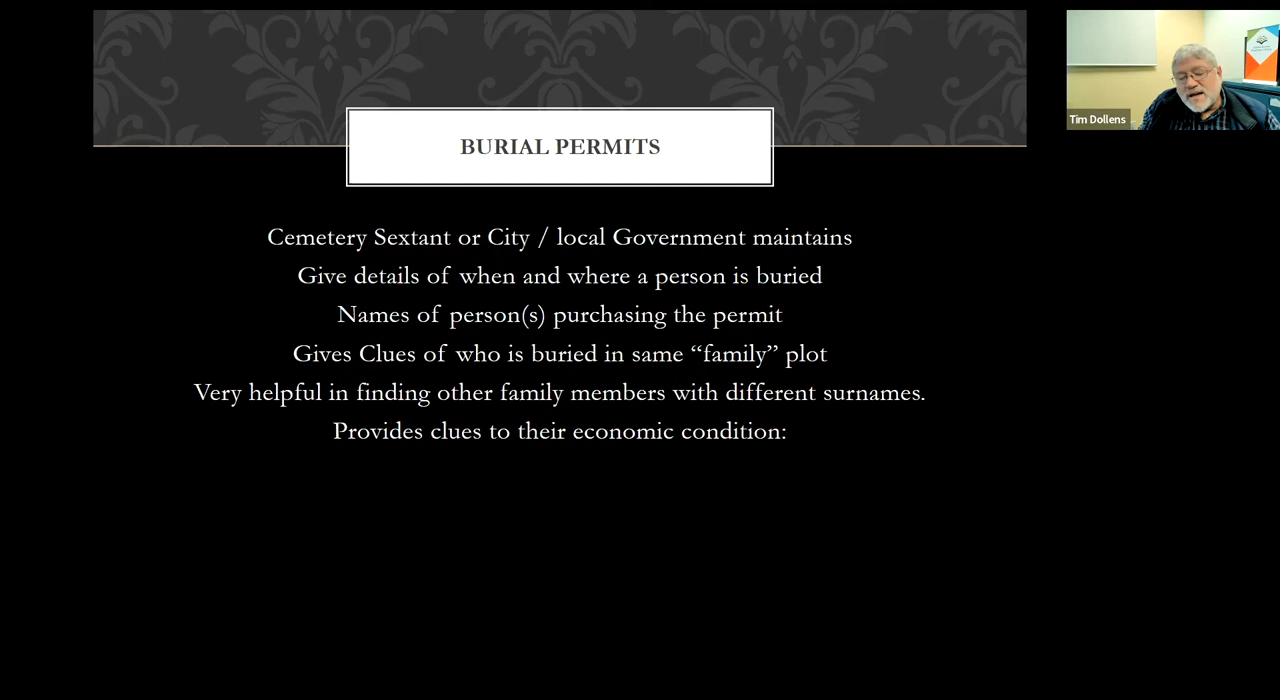 BURIAL PERMITS
Cemetery Sextant or City / local Government maintains
Give details of when and where a person is buried
Names of person(s) purchasing the permit
Gives Clues of who is buried in same “family” plot
Very helpful in finding other family members with different surnames.
Provides clues to their economic condition:
Tim Dollens